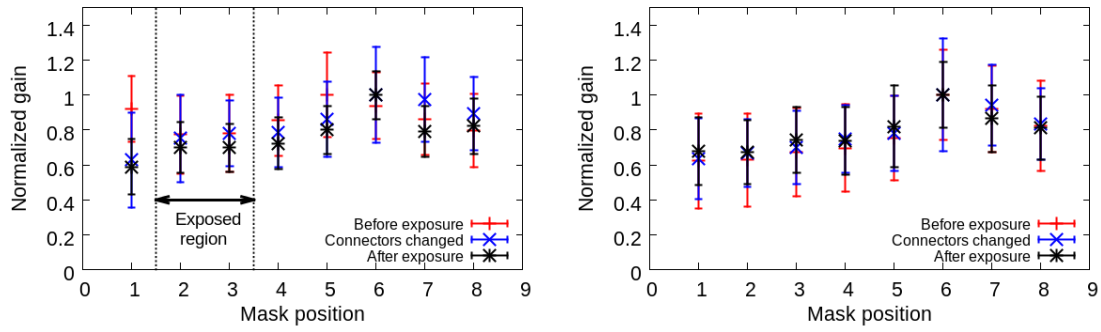 1.4
1.2
1
0.8
0.6
0.4
0.2
0
Normalized gain
Exposed
region
Before exposure
Connectors changed
After exposure
0 1 2 3 4 5 6 7 8 9
Mask position
1.4
1.2
1
0.8
0.6
0.4
0.2
0
Normalized gain
Before exposure
Connectors changed
After exposure
0 1 2 3 4 5 6 7 8 9
Mask position